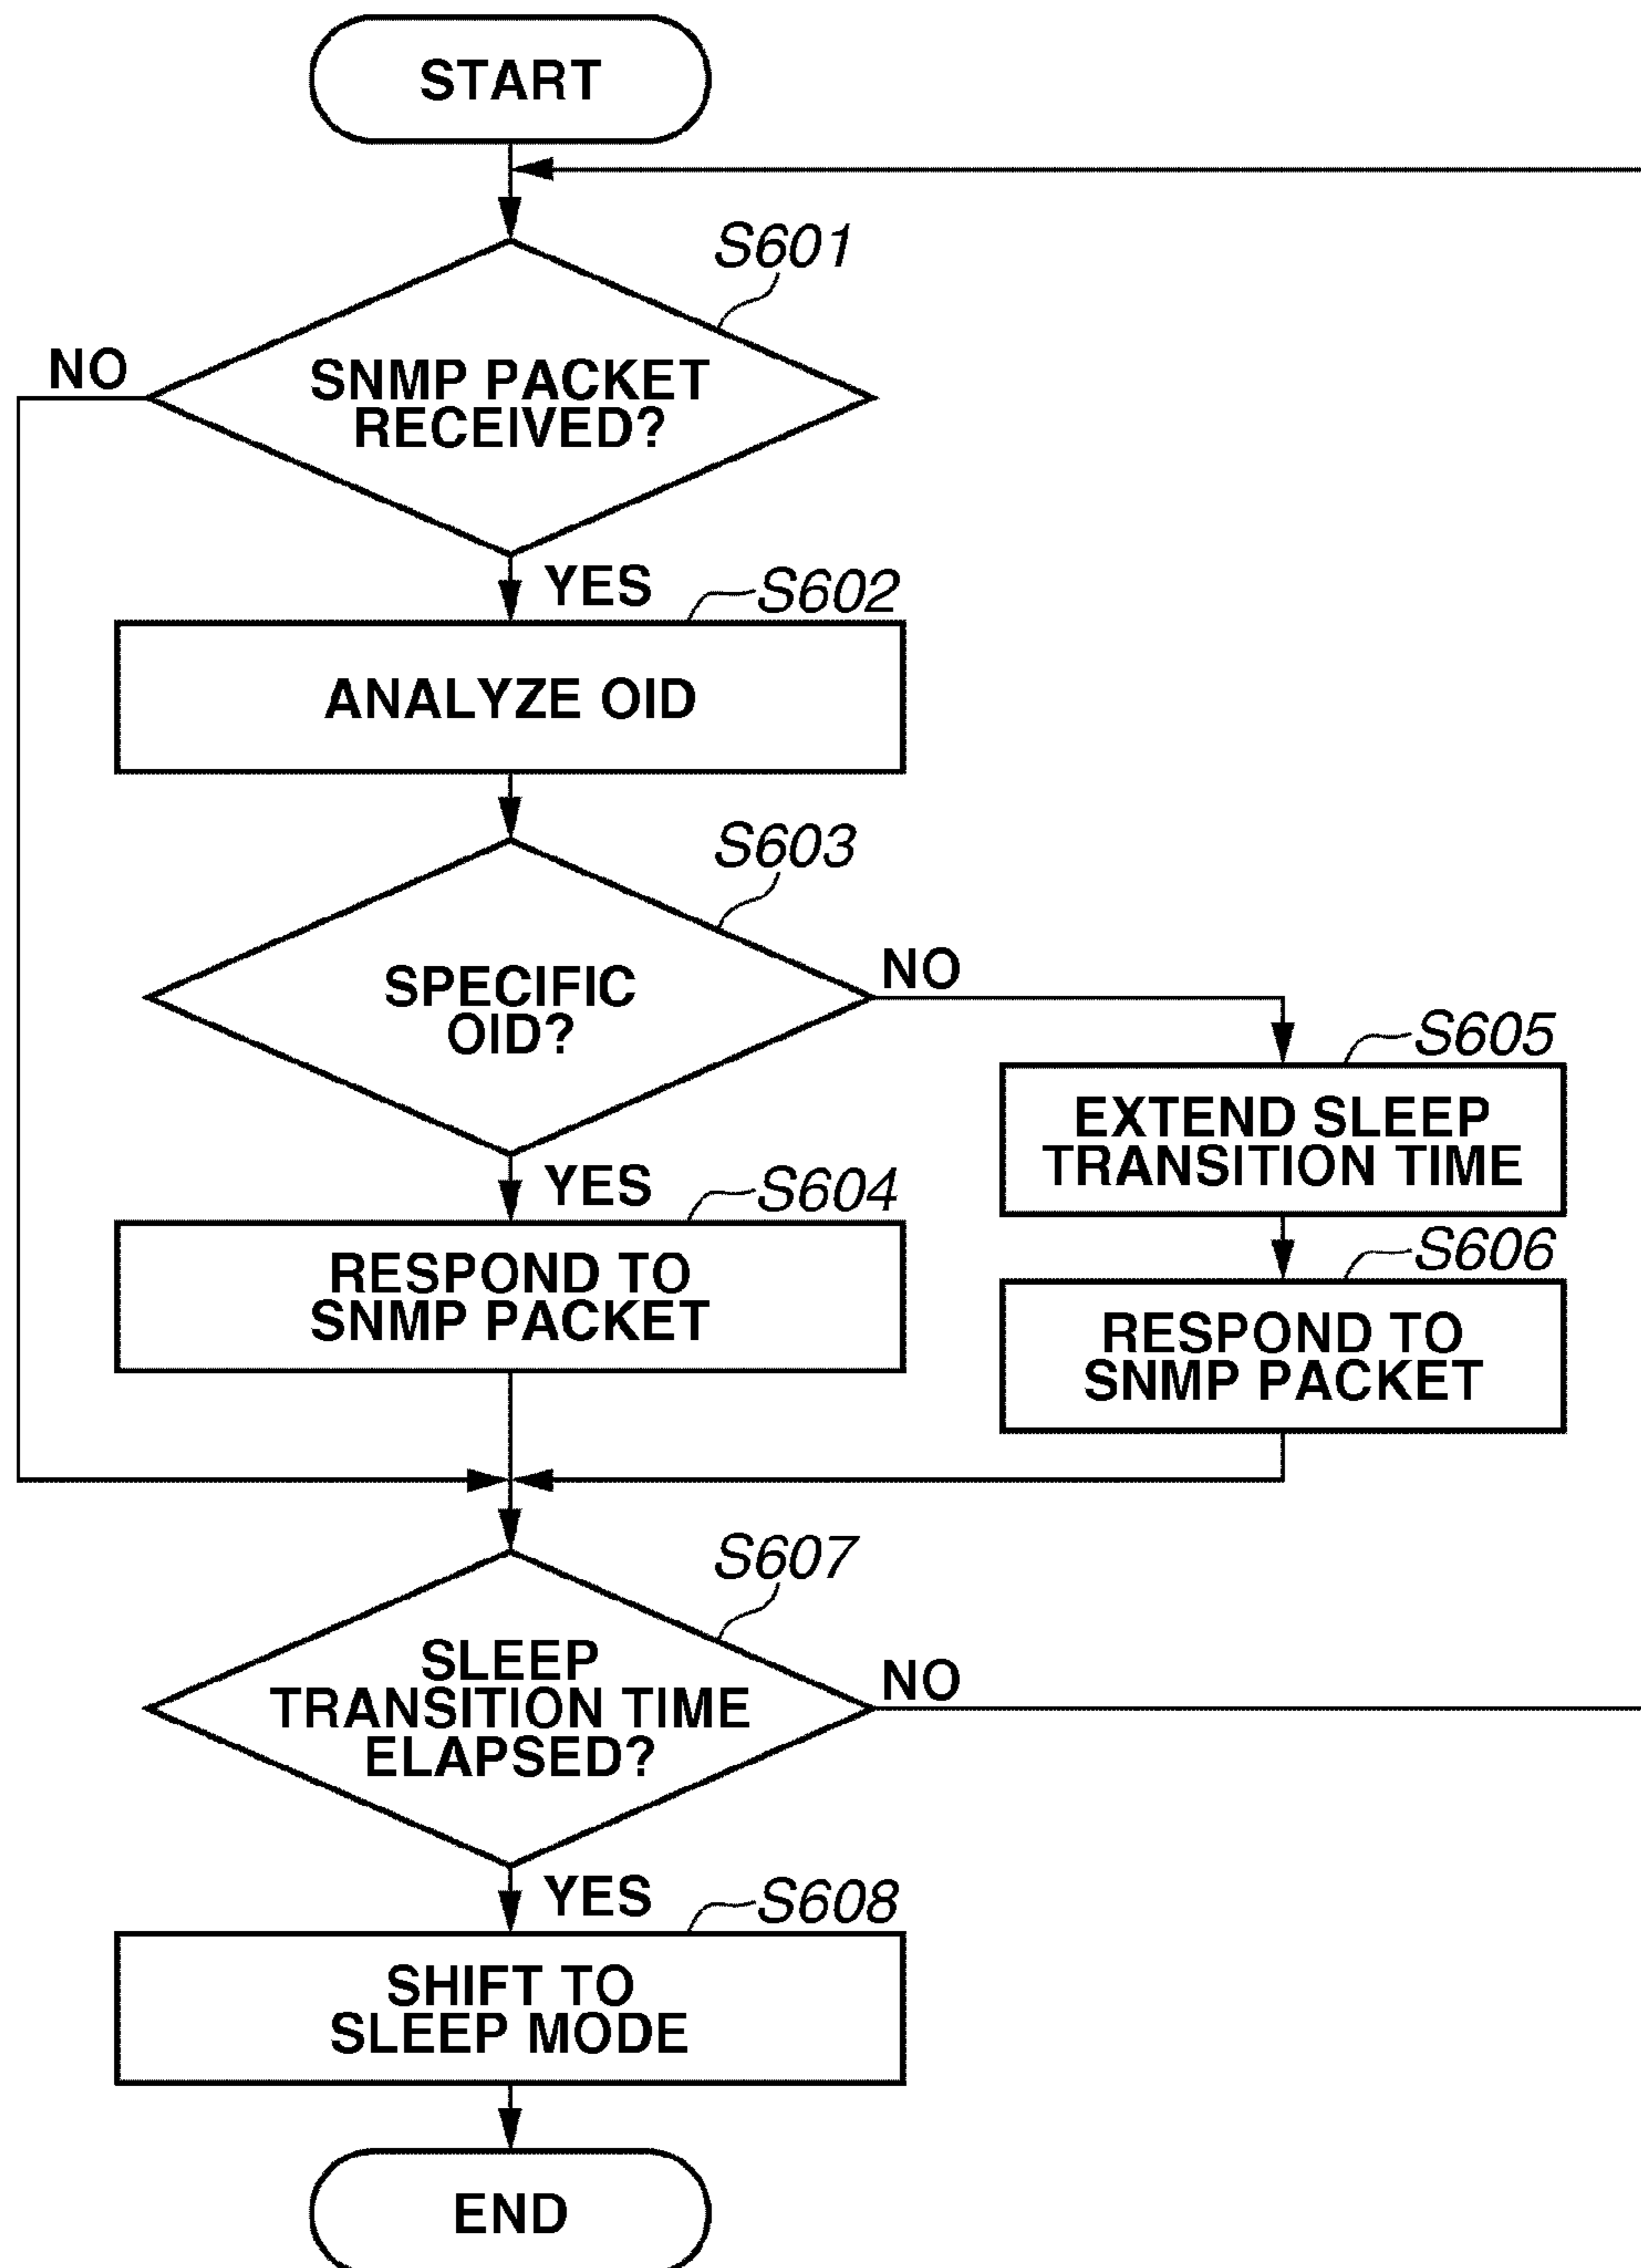 START
S601
NO
SNMP PACKET
RECEIVED?
YES
S602
ANALYZE OID
S603
SPECIFIC
OID?
NO
S605
EXTEND SLEEP
TRANSITION TIME
YES
S604
RESPOND TO
SNMP PACKET
S606
RESPOND TO
SNMP PACKET
S607
SLEEP
TRANSITION TIME
ELAPSED?
NO
YES
S608
SHIFT TO
SLEEP MODE
END